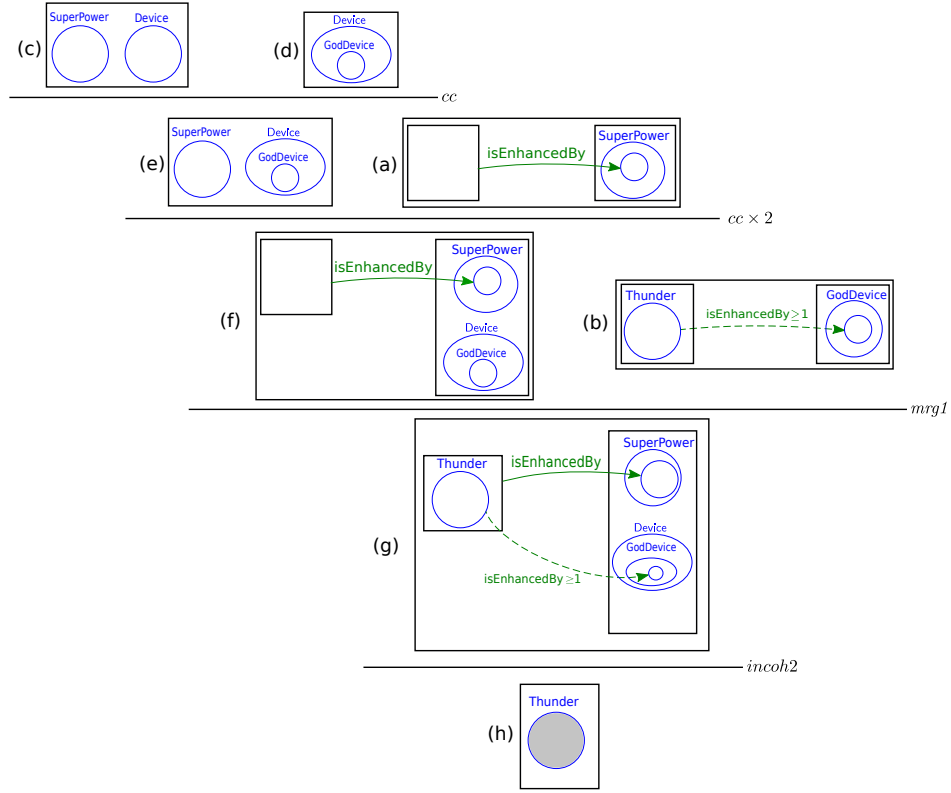 SuperPower Device
(c)
Device
GodDevice
(d)
cc
SuperPower Device
GodDevice
(e)
SuperPower
isEnhancedBy
(a)
cc × 2
SuperPower
isEnhancedBy
Device
GodDevice
(f)
Thunder GodDevice
isEnhancedBy≥1
(b)
mrg1
SuperPower
Thunder isEnhancedBy
Device
GodDevice
isEnhancedBy≥1
(g)
incoh2
Thunder
(h)